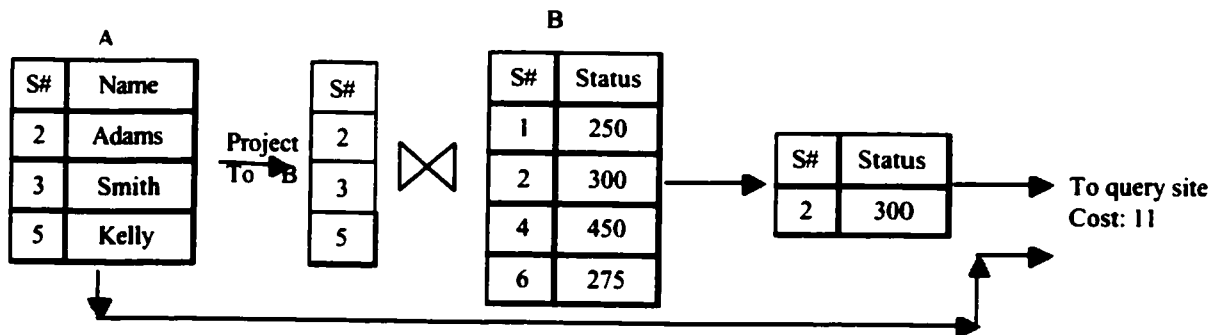 A
S# Name
2 Adams
3 Smith
5 Kelly
Project
To B
S#
2
3
5
B
S# Status
1 250
2 300
4 450
6 275
S# Status
2 300
To query site
Cost: 11